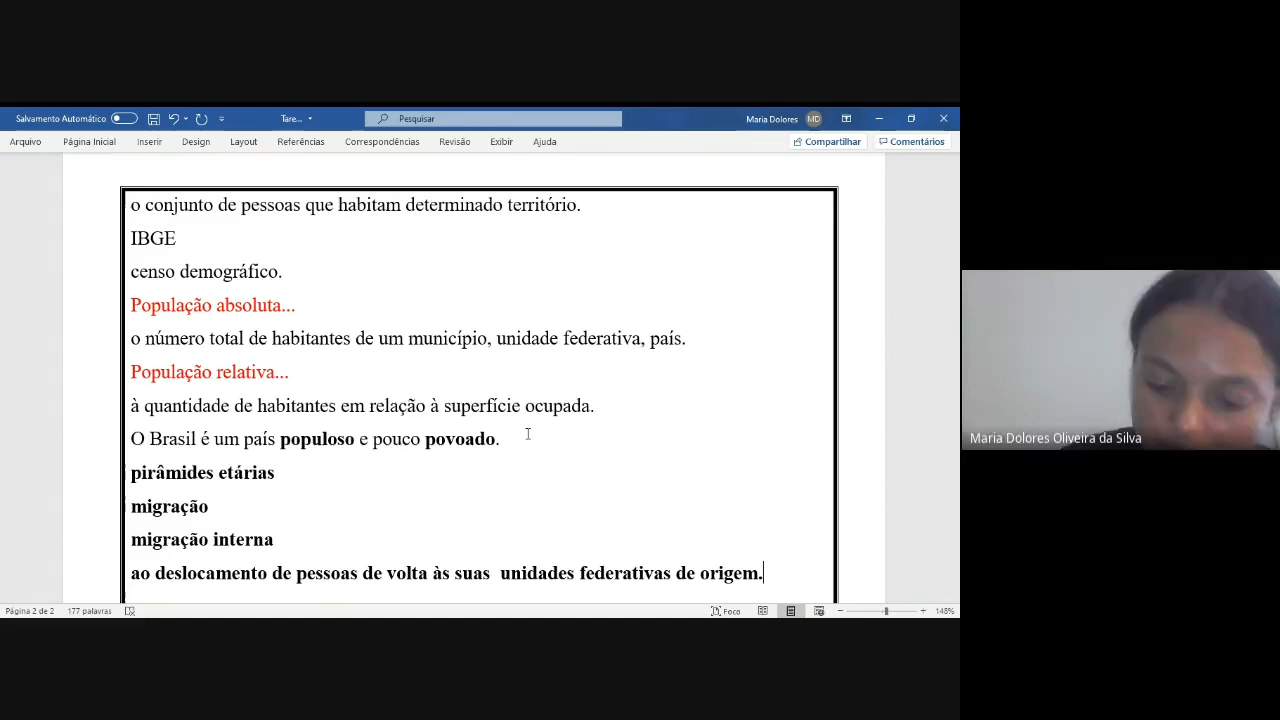 Salvamento Automático Tare... Pesquisar Maria Dolores MD
Arquivo Página Inicial Inserir Design Layout Referências Correspondências Revisão Exibir Ajuda Compartilhar Comentários
o conjunto de pessoas que habitam determinado território.
IBGE
censo demográfico.
População absoluta...
o número total de habitantes de um município, unidade federativa, país.
População relativa...
à quantidade de habitantes em relação à superfície ocupada.
O Brasil é um país populoso e pouco povoado.
pirâmides etárias
migração
migração interna
ao deslocamento de pessoas de volta às suas  unidades federativas de origem.
Página 2 de 2 177 palavras Foco 148%
Maria Dolores Oliveira da Silva